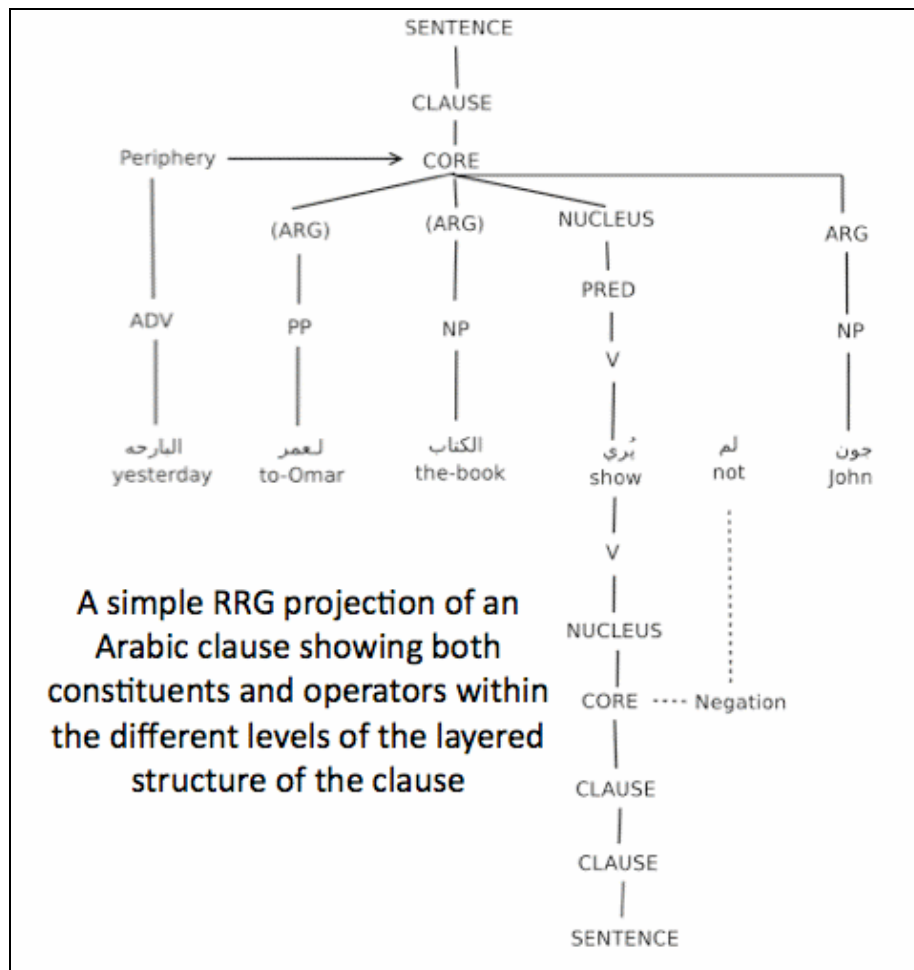 SENTENCE
CLAUSE
Periphery CORE
(ARG) (ARG) NUCLEUS ARG
PRED
ADV PP NP NP
V
البارحه لـعمر الكتاب يُري لم جون
yesterday to-Omar the-book show not John
V
A simple RRG projection of an
Arabic clause showing both
constituents and operators within
the different levels of the layered
structure of the clause
NUCLEUS
CORE Negation
CLAUSE
CLAUSE
SENTENCE